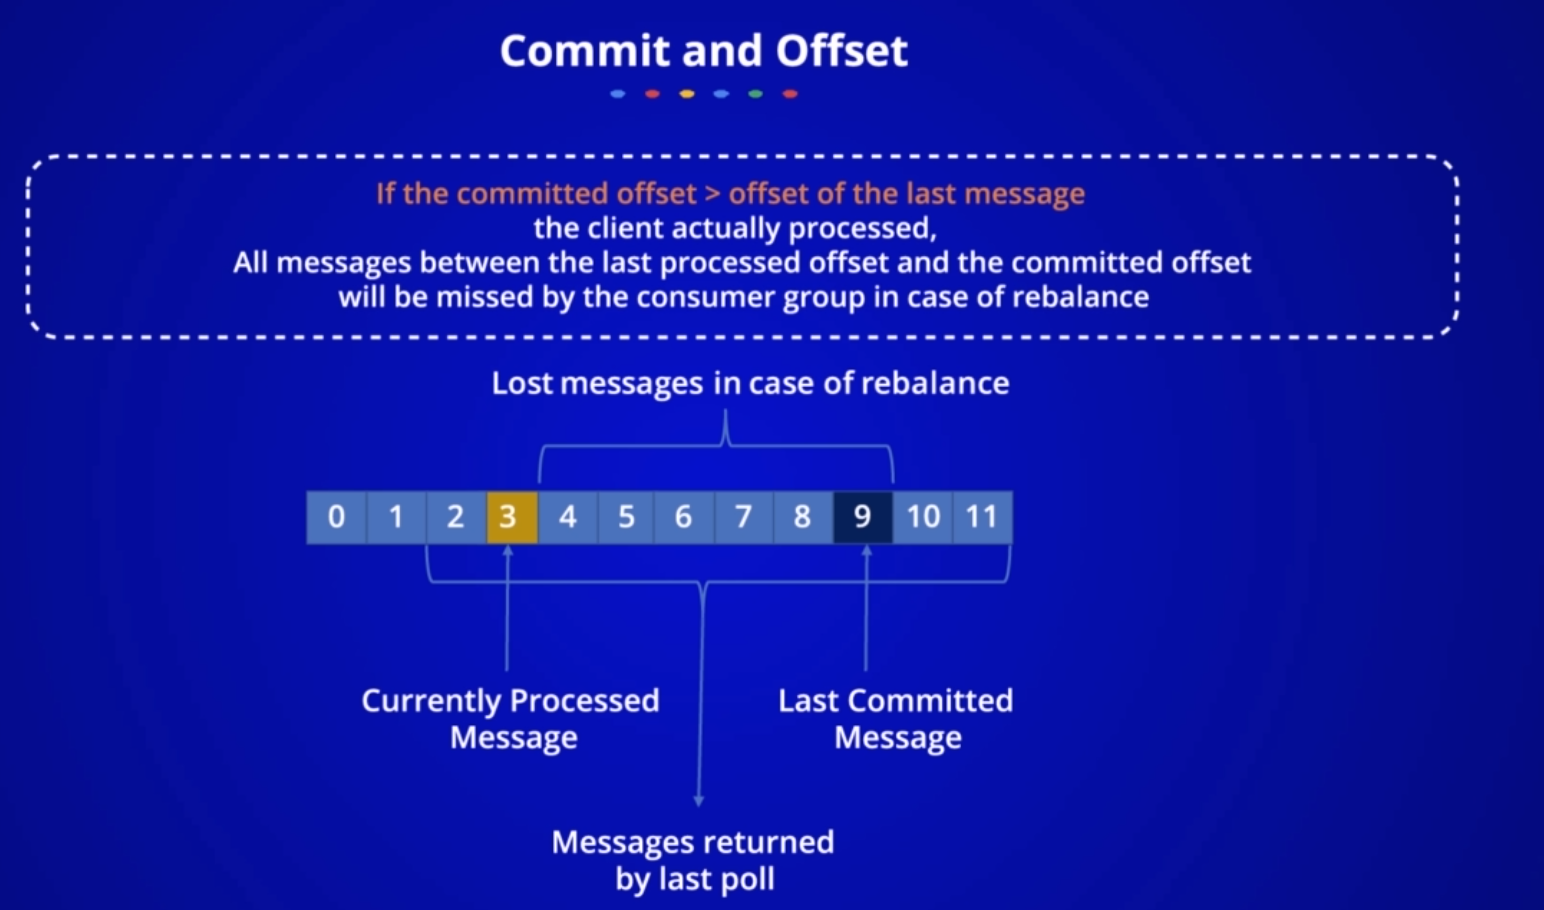 Commit and Offset
If the committed offset > offset of the last message
the client actually processed,
All messages between the last processed offset and the committed offset
will be missed by the consumer group in case of rebalance
Lost messages in case of rebalance
0 1 2 3 4 5 6 7 8 9 10 11
Currently Processed
Message
Last Committed
Message
Messages returned
by last poll